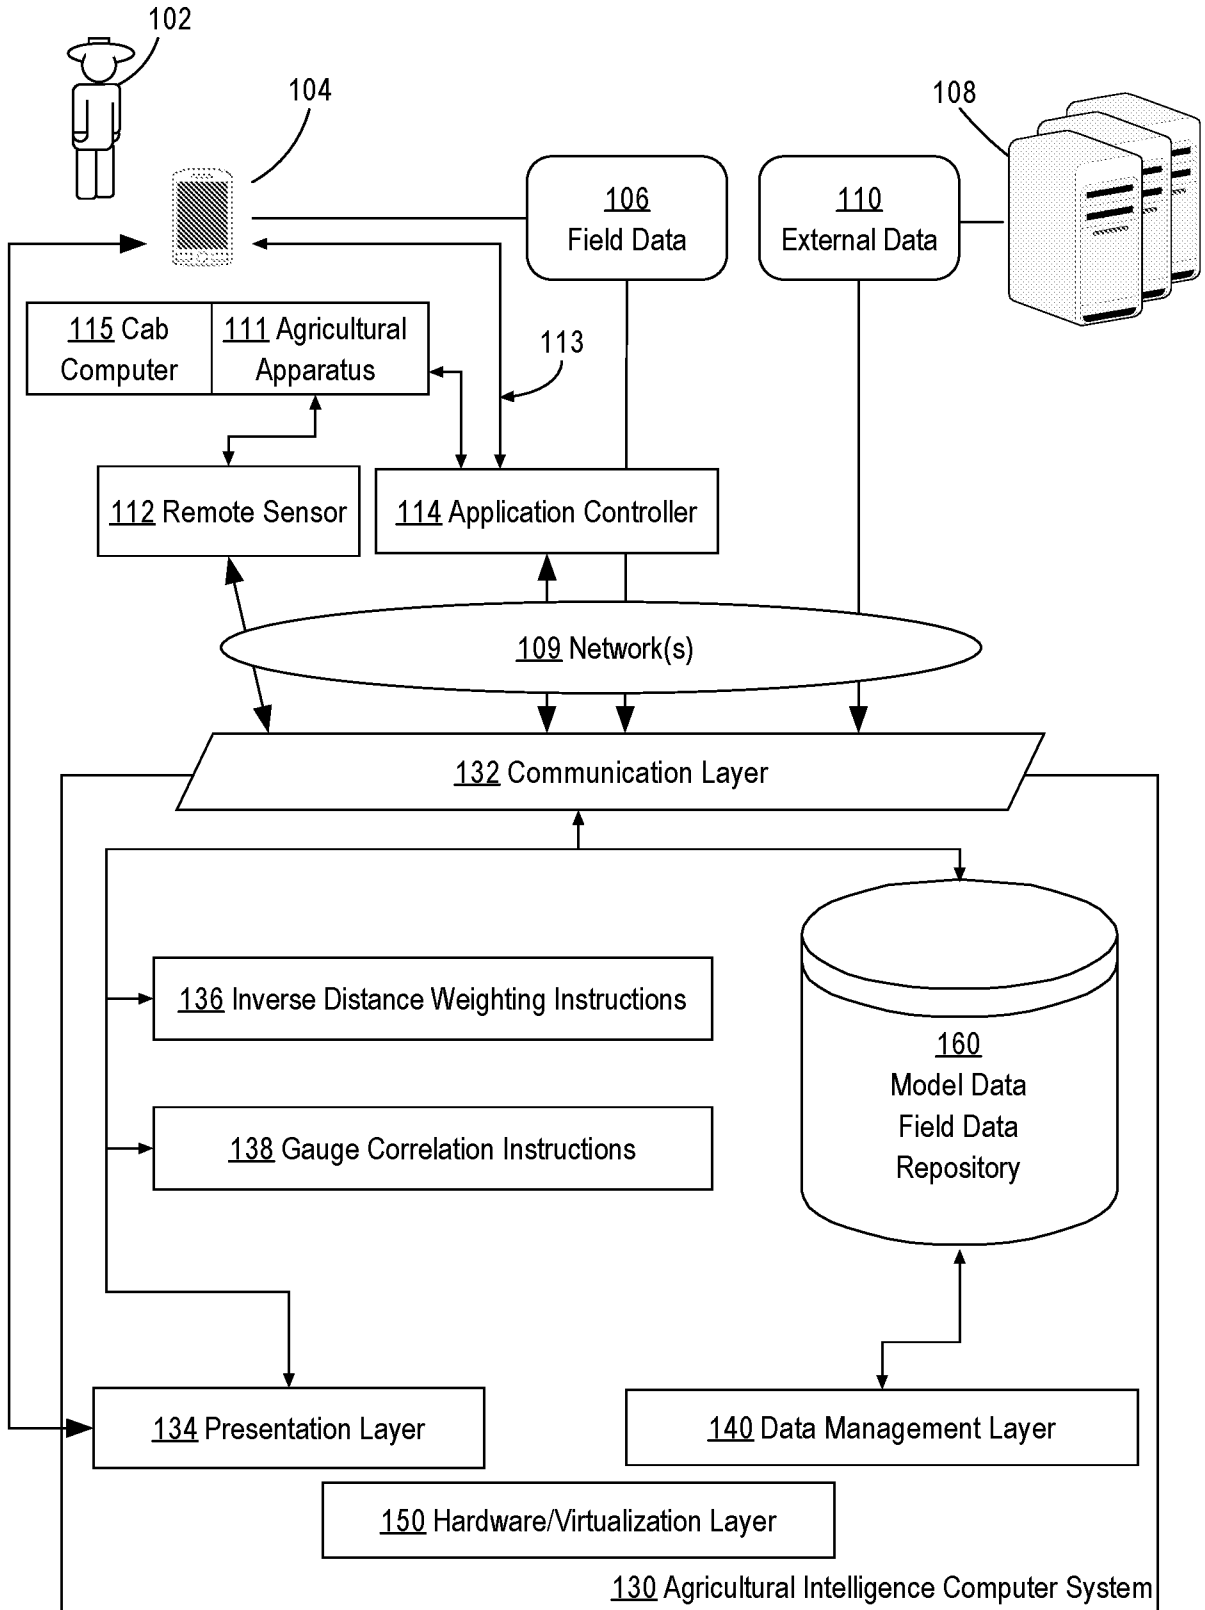 102
104
108
106
Field Data
110
External Data
115 Cab
Computer
111 Agricultural
Apparatus
113
112 Remote Sensor
114 Application Controller
109 Network(s)
132 Communication Layer
136 Inverse Distance Weighting Instructions
138 Gauge Correlation Instructions
160
Model Data
Field Data
Repository
134 Presentation Layer
140 Data Management Layer
150 Hardware/Virtualization Layer
130 Agricultural Intelligence Computer System